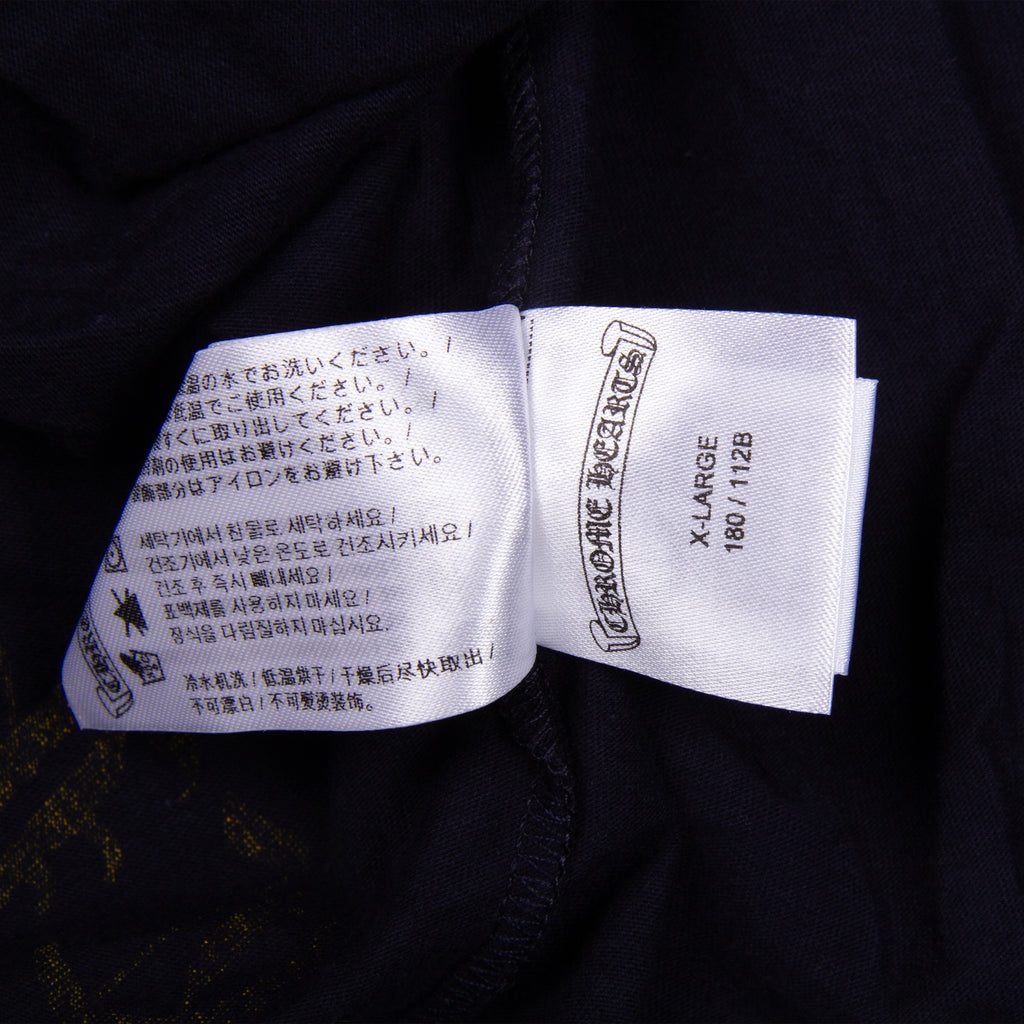 温の水でお洗いください。/
低温でご使用ください。/
すぐに取り出してください。/
剤の使用はお避けください。/
装飾部分はアイロンをお避け下さい。
세탁기에서 찬 물로 세탁하세요 /
건조기에서 낮은 온도로 건조시키세요 /
건조 후 즉시 빼내세요 /
표백제를 사용하지 마세요 /
장식을 다림질하지 마십시요.
冷水机洗 / 低温烘干 / 干燥后尽快取出 /
不可漂白 / 不可熨烫装饰。
CHROME HEARTS
X-LARGE
180 / 112B